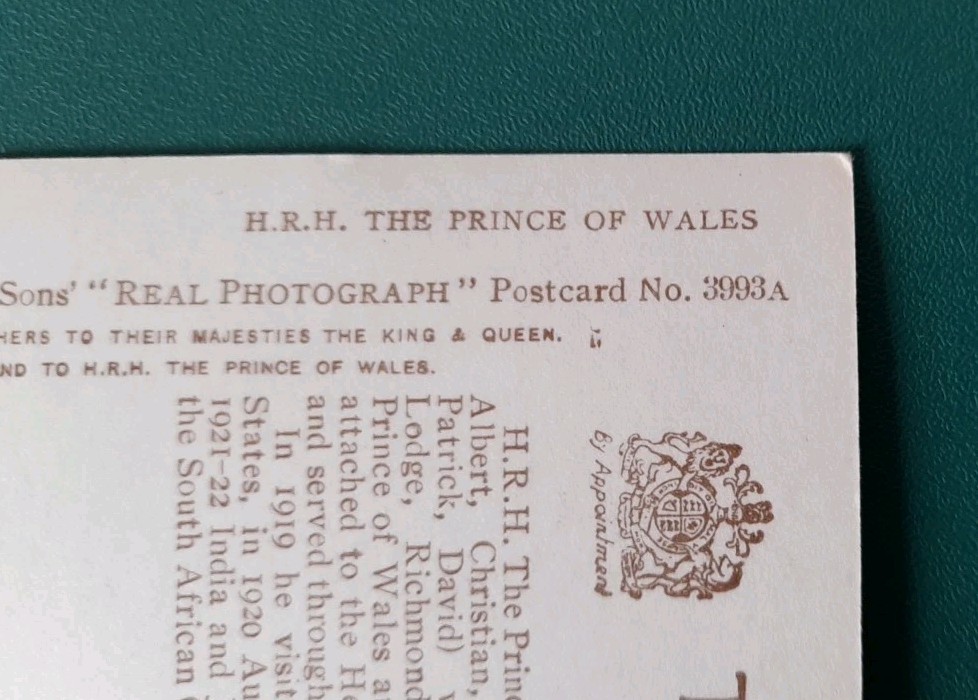 H.R.H. THE PRINCE OF WALES
Sons' "REAL PHOTOGRAPH" Postcard No. 3993A
HERS TO THEIR MAJESTIES THE KING & QUEEN.
ND TO H.R.H. THE PRINCE OF WALES.
By Appointment
H.R.H. The Prin
Albert, Christian,
Patrick, David)
Lodge, Richmond
Prince of Wales a
attached to the He
and served through
In 1919 he visit
States, in 1920 Au
1921-22 India and
the South African